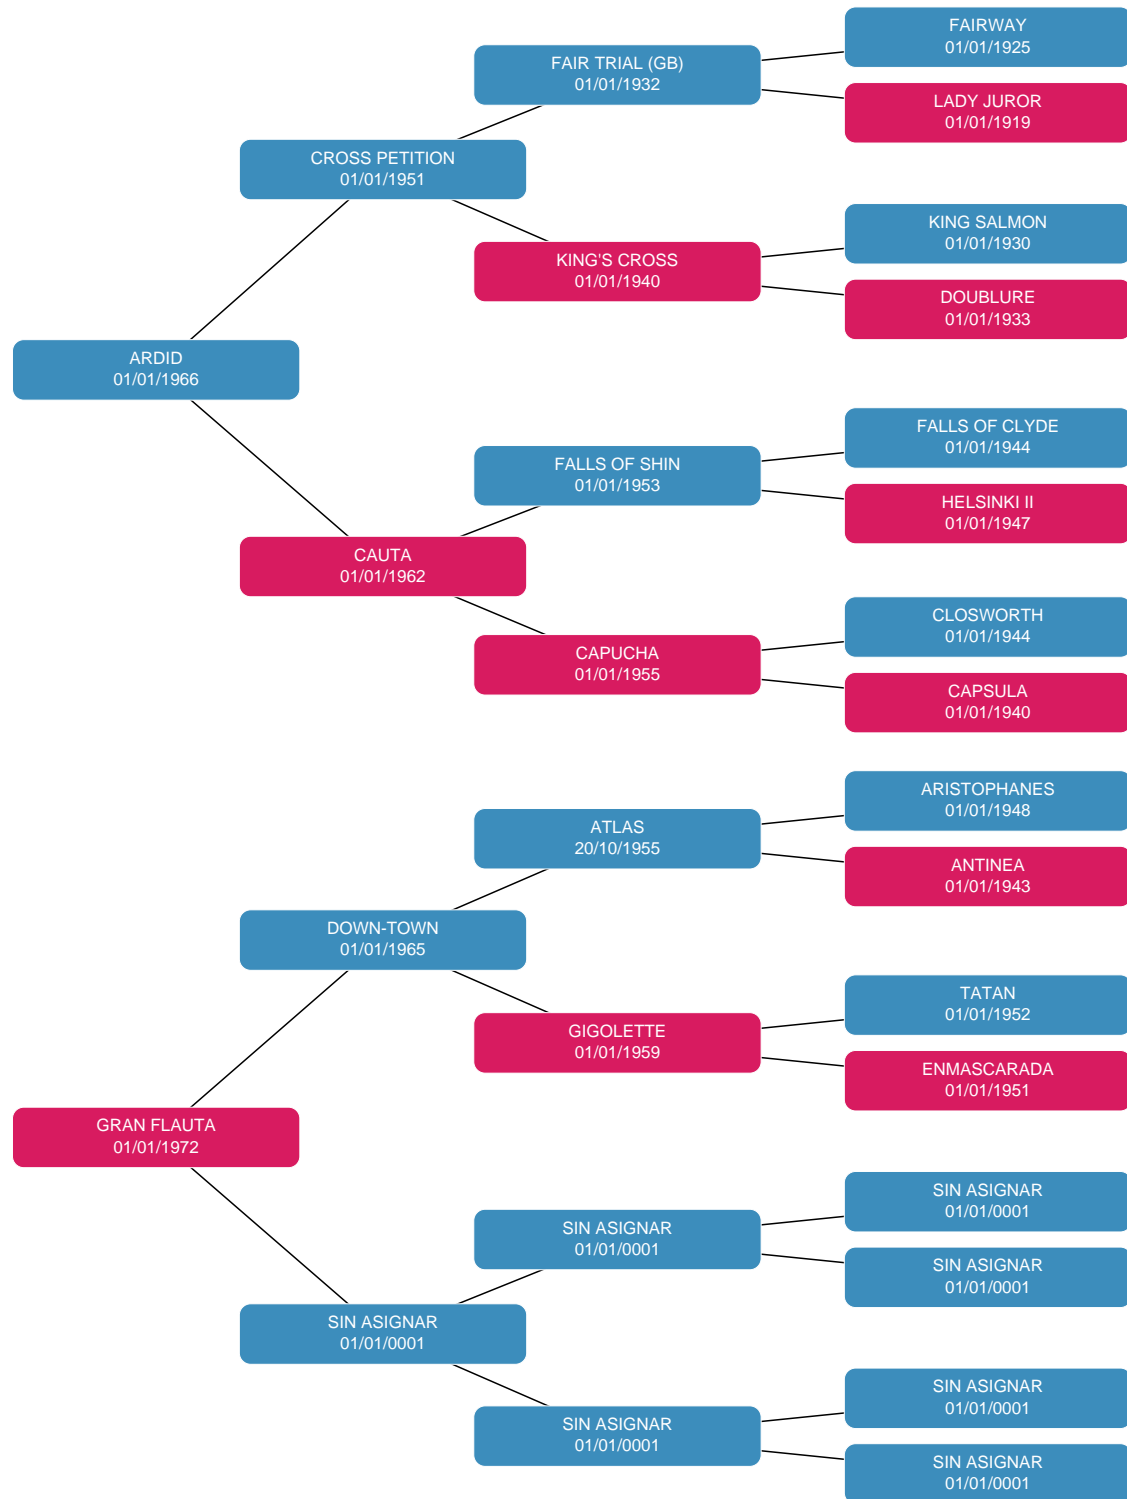 FAIRWAY
01/01/1925
FAIR TRIAL (GB)
01/01/1932
LADY JUROR
01/01/1919
CROSS PETITION
01/01/1951
KING SALMON
01/01/1930
KING'S CROSS
01/01/1940
DOUBLURE
01/01/1933
ARDID
01/01/1966
FALLS OF CLYDE
01/01/1944
FALLS OF SHIN
01/01/1953
HELSINKI II
01/01/1947
CAUTA
01/01/1962
CLOSWORTH
01/01/1944
CAPUCHA
01/01/1955
CAPSULA
01/01/1940
ARISTOPHANES
01/01/1948
ATLAS
20/10/1955
ANTINEA
01/01/1943
DOWN-TOWN
01/01/1965
TATAN
01/01/1952
GIGOLETTE
01/01/1959
ENMASCARADA
01/01/1951
GRAN FLAUTA
01/01/1972
SIN ASIGNAR
01/01/0001
SIN ASIGNAR
01/01/0001
SIN ASIGNAR
01/01/0001
SIN ASIGNAR
01/01/0001
SIN ASIGNAR
01/01/0001
SIN ASIGNAR
01/01/0001
SIN ASIGNAR
01/01/0001